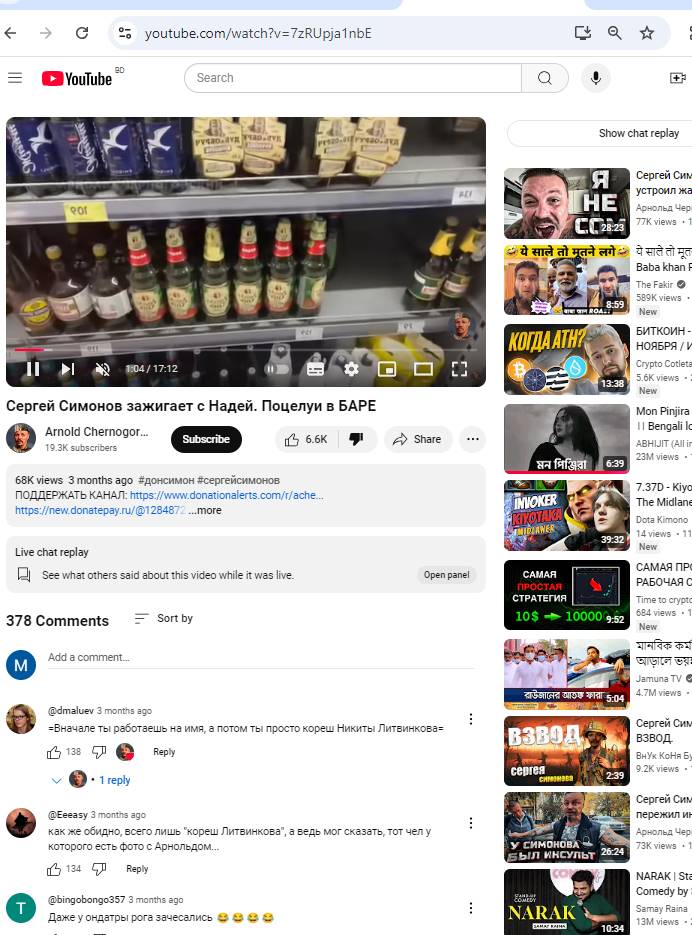 youtube.com/watch?v=7zRUpja1nbE
YouTube
BD
Search
109
1:04 / 17:12
Сергей Симонов зажигает с Надей. Поцелуи в БАРЕ
Arnold Chernogor...
19.3K subscribers
Subscribe
6.6K
Share
68K views 3 months ago #донсимон #сергейсимонов
ПОДДЕРЖАТЬ КАНАЛ: https://www.donationalerts.com/r/ache...
https://new.donatepay.ru/@1284872 ...more
Live chat replay
See what others said about this video while it was live.
Open panel
378 Comments
Sort by
M
Add a comment...
@dmaluev 3 months ago
=Вначале ты работаешь на имя, а потом ты просто кореш Никиты Литвинкова=
138
Reply
1 reply
@Eeeasy 3 months ago
как же обидно, всего лишь "кореш Литвинкова", а ведь мог сказать, тот чел у
которого есть фото с Арнольдом...
134
Reply
T
@bingobongo357 3 months ago
Даже у ондатры рога зачесались 😂😂😂😂
Show chat replay
Я
НЕ
СОМ
28:23
Сергей Сим
устроил жа
Арнольд Чер
77K views
ये साले तो मूतने लगे
8:59
ये साले तो मूत
Baba khan R
The Fakir
589K views
New
КОГДА АТН?
13:38
БИТКОИН -
НОЯБРЯ / И
Crypto Cotleta
5.6K views
New
মন পিঞ্জিরা
6:39
Mon Pinjira
|| Bengali lo
ABHIJIT (All in
23M views
INVOKER
KIYOTAKA
MIDLANER
39:32
7.37D - Kiyo
The Midlane
Dota Kimono
14 views
New
САМАЯ
ПРОСТАЯ
СТРАТЕГИЯ
10$ → 10000
9:52
САМАЯ ПРО
РАБОЧАЯ С
Time to crypto
684 views
New
রাউজানের আতঙ্ক ফারা
5:04
মানবিক কর্ম
আড়ালে ভয়
Jamuna TV
4.7M views
ВЗВОД
сергея
симонова
2:39
Сергей Сим
ВЗВОД.
ВнУк КоНя Бу
9.2K views
У СИМОНОВА
БЫЛ ИНСУЛЬТ
26:24
Сергей Сим
пережил ин
Арнольд Чер
73K views
STAND-UP
COMEDY
NARAK
SAMAY RAINA
10:34
NARAK | Sta
Comedy by
Samay Raina
13M views